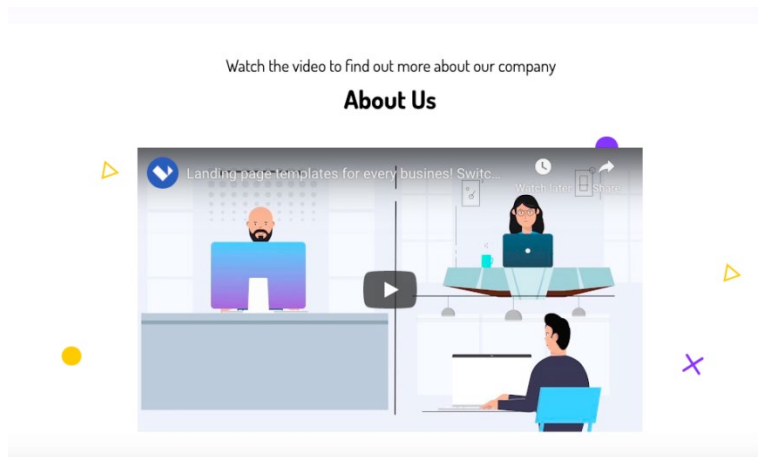 Watch the video to find out more about our company
About Us
Landing page templates for every busines! Switc...
Watch later
Share